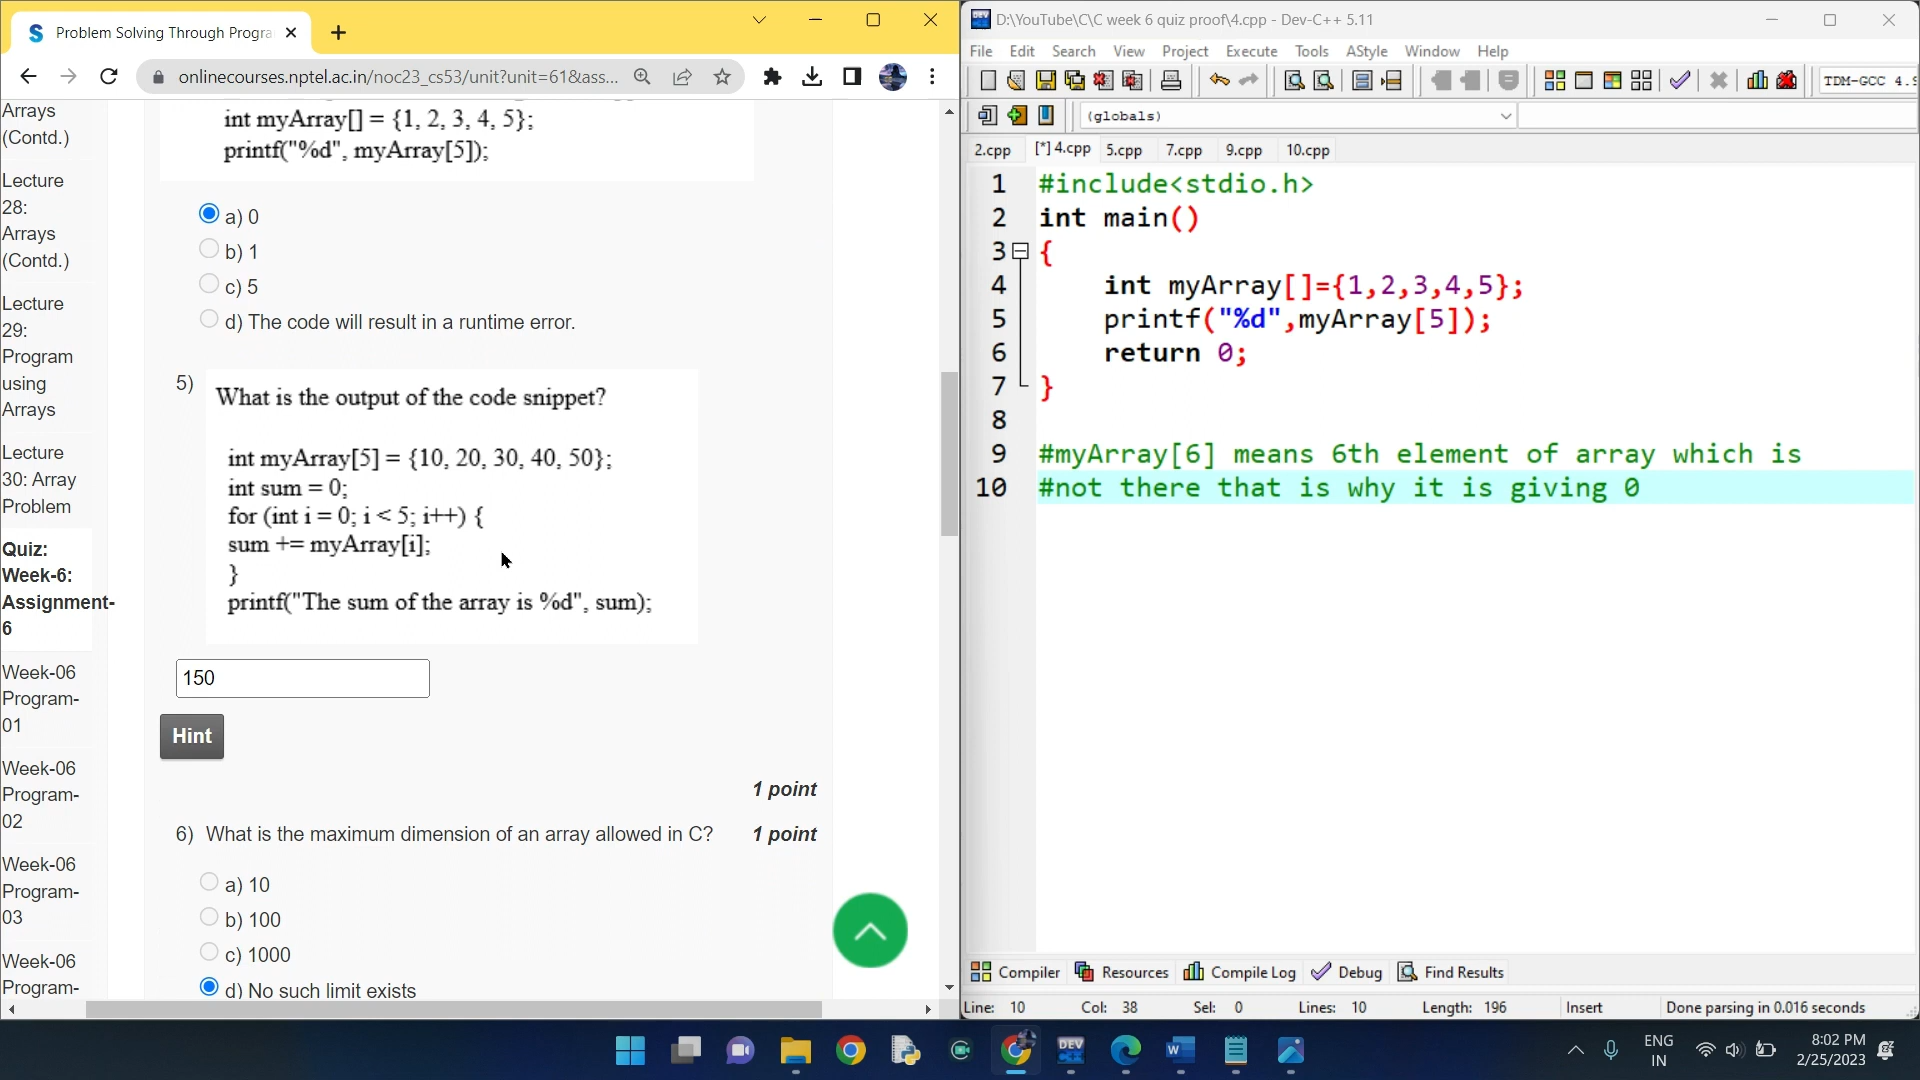 Problem Solving Through Progra
onlinecourses.nptel.ac.in/noc23_cs53/unit?unit=61&ass...
Arrays
(Contd.)
Lecture
28:
Arrays
(Contd.)
Lecture
29:
Program
using
Arrays
Lecture
30: Array
Problem
Quiz:
Week-6:
Assignment-
6
Week-06
Program-
01
Week-06
Program-
02
Week-06
Program-
03
Week-06
Program-
int myArray[] = {1, 2, 3, 4, 5};
printf("%d", myArray[5]);
a) 0
b) 1
c) 5
d) The code will result in a runtime error.
5)
What is the output of the code snippet?
int myArray[5] = {10, 20, 30, 40, 50};
int sum = 0;
for (int i = 0; i < 5; i++) {
sum += myArray[i];
}
printf("The sum of the array is %d", sum);
150
Hint
1 point
6) What is the maximum dimension of an array allowed in C? 1 point
a) 10
b) 100
c) 1000
d) No such limit exists
D:\YouTube\C\C week 6 quiz proof\4.cpp - Dev-C++ 5.11
File Edit Search View Project Execute Tools AStyle Window Help
TDM-GCC 4.9
(globals)
2.cpp [*] 4.cpp 5.cpp 7.cpp 9.cpp 10.cpp
1 #include<stdio.h>
2 int main()
3 {
4 int myArray[]={1,2,3,4,5};
5 printf("%d",myArray[5]);
6 return 0;
7 }
8
9 #myArray[6] means 6th element of array which is
10 #not there that is why it is giving 0
Compiler Resources Compile Log Debug Find Results
Line: 10 Col: 38 Sel: 0 Lines: 10 Length: 196 Insert Done parsing in 0.016 seconds
DEV
W
ENG
IN
8:02 PM
2/25/2023